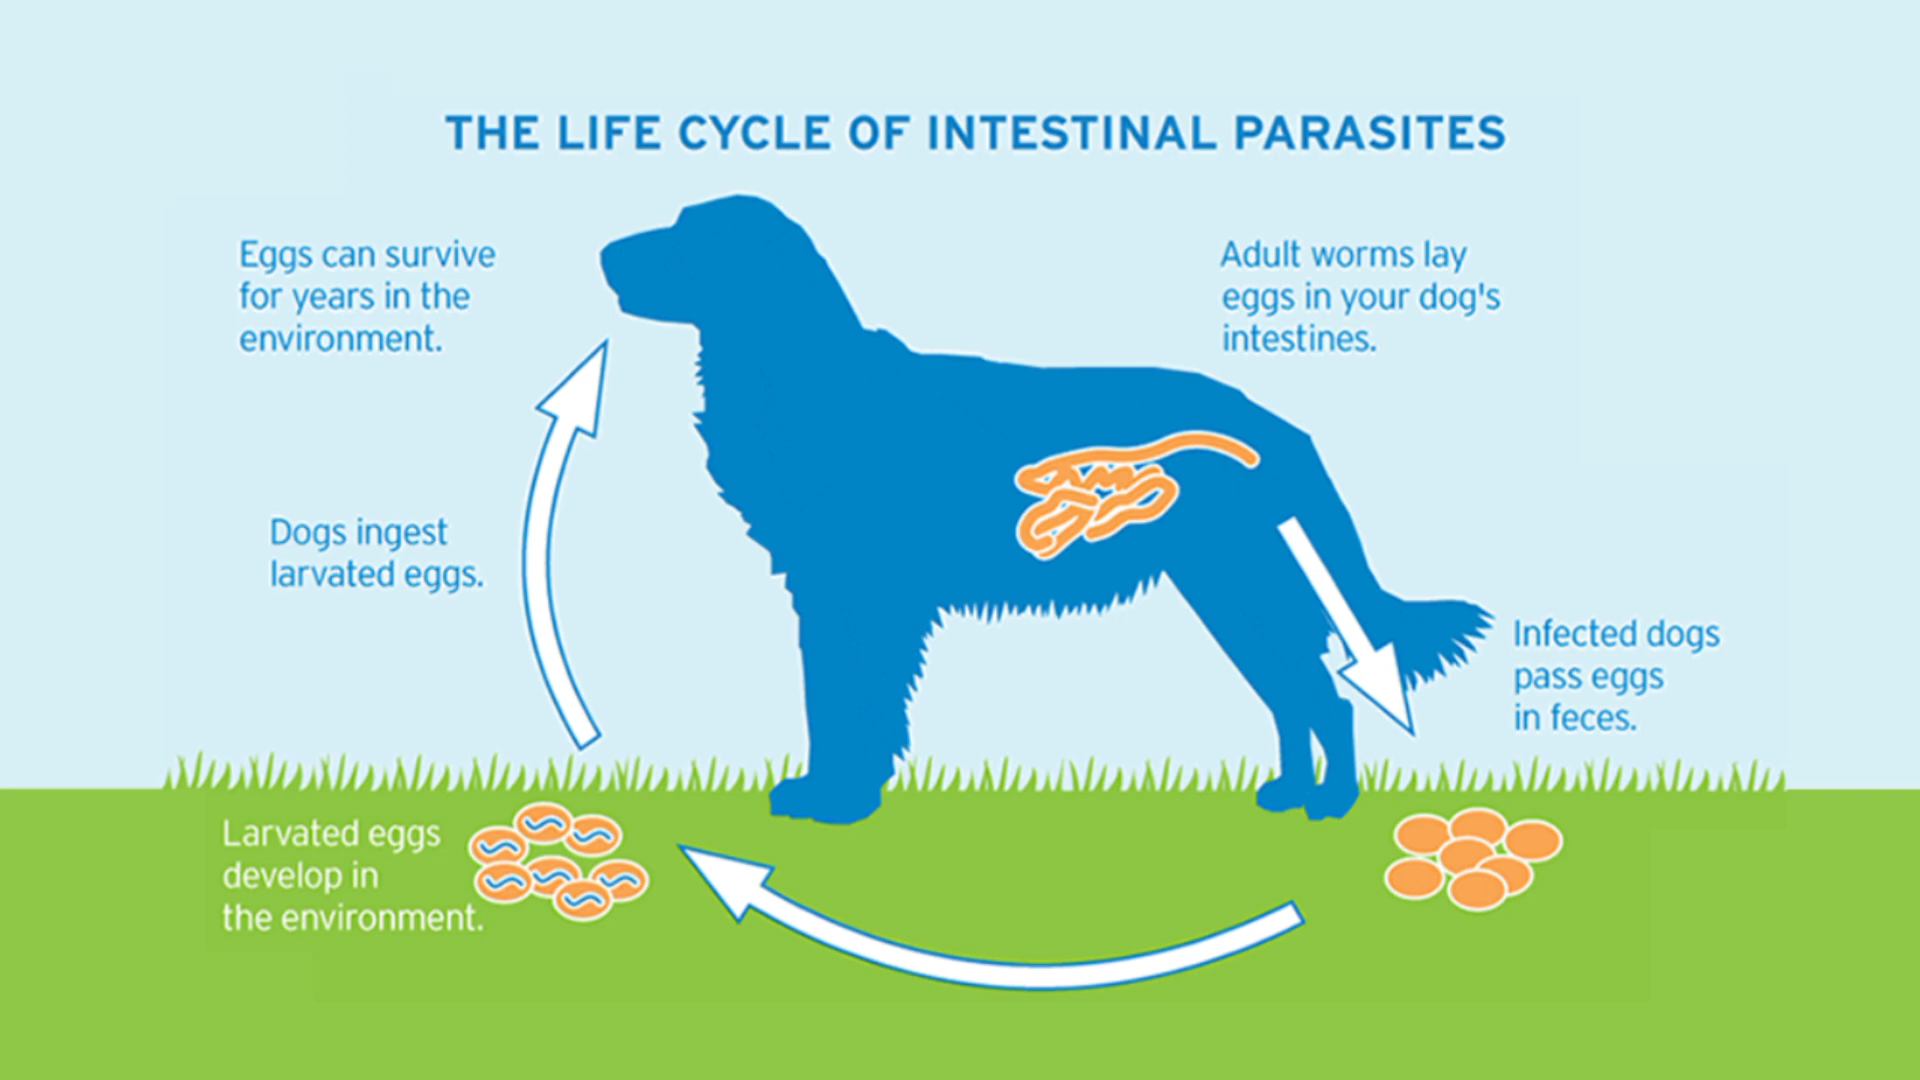 THE LIFE CYCLE OF INTESTINAL PARASITES
Eggs can survive
for years in the
environment.
Adult worms lay
eggs in your dog's
intestines.
Dogs ingest
larvated eggs.
Infected dogs
pass eggs
in feces.
Larvated eggs
develop in
the environment.